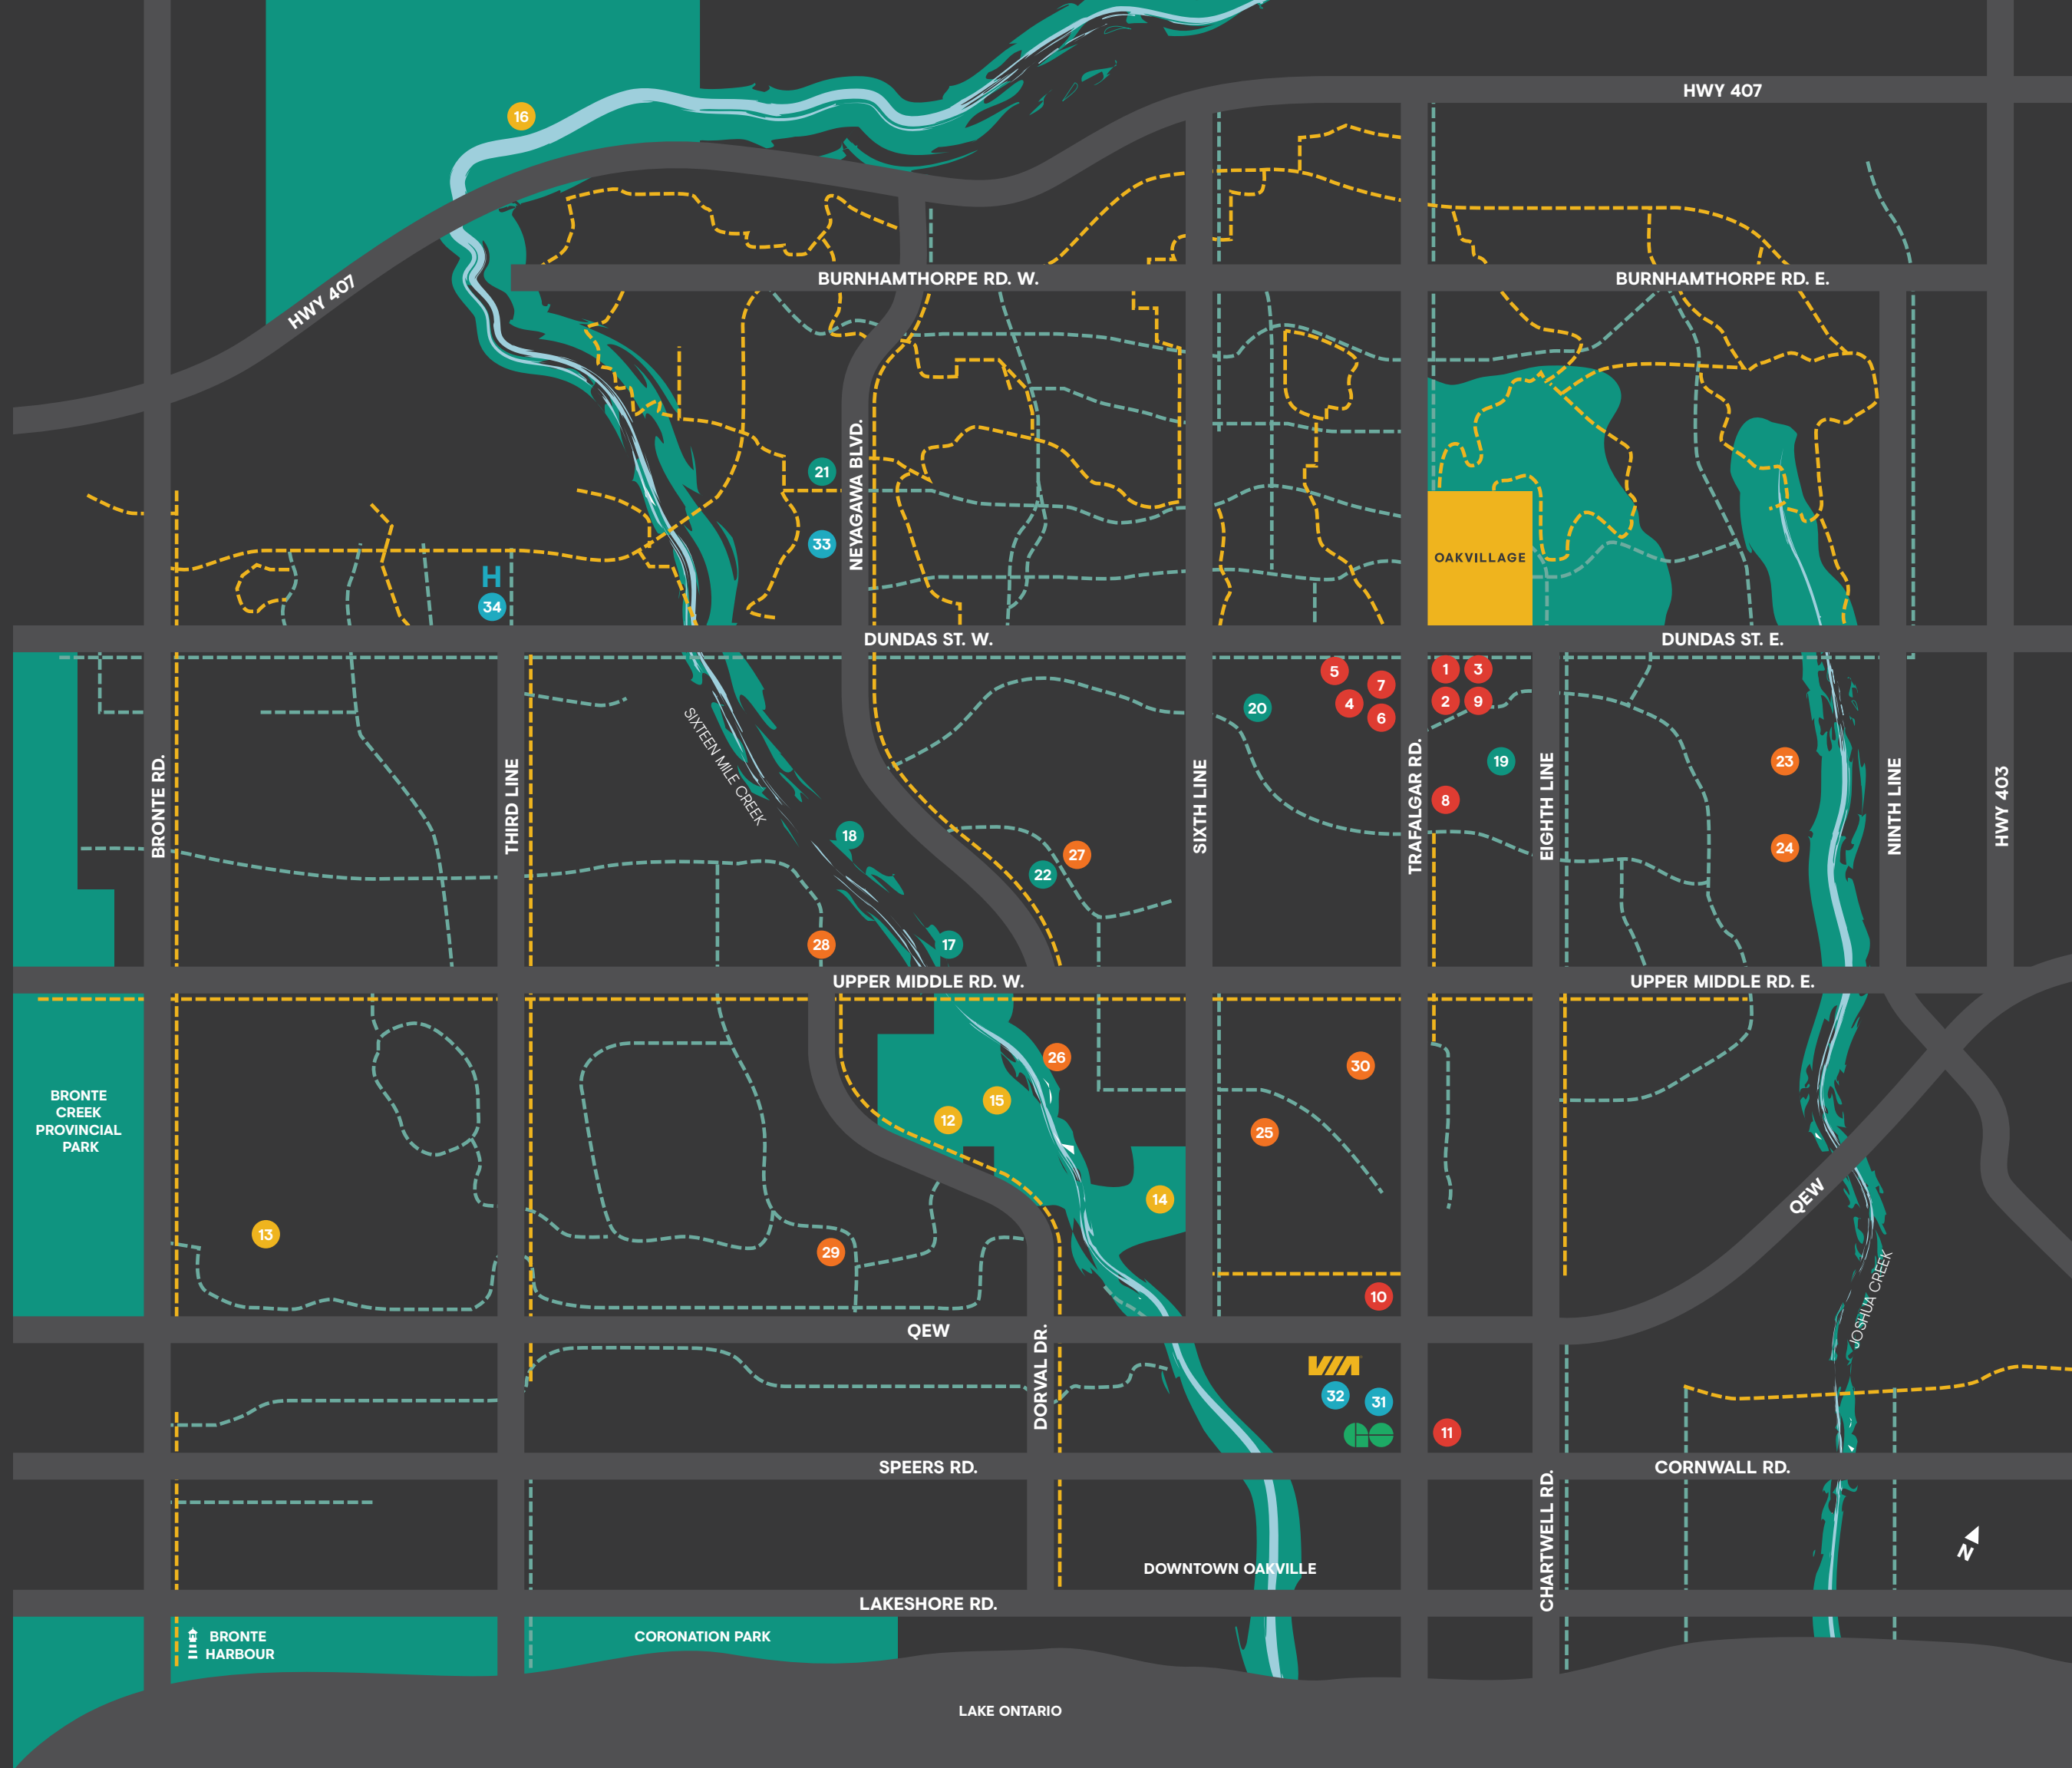 HWY 407
16
HWY 407
BURNHAMTHORPE RD. W.
BURNHAMTHORPE RD. E.
NEYAGAWA BLVD.
21
33
H
34
OAKVILLAGE
DUNDAS ST. W.
DUNDAS ST. E.
5
7
4
6
1
3
2
9
20
19
8
23
24
SIXTEEN MILE CREEK
BRONTE RD.
THIRD LINE
SIXTH LINE
TRAFALGAR RD.
EIGHTH LINE
NINTH LINE
HWY 403
18
27
22
28
17
UPPER MIDDLE RD. W.
UPPER MIDDLE RD. E.
BRONTE
CREEK
PROVINCIAL
PARK
26
30
15
12
25
14
13
29
QEW
10
JOSHUA CREEK
QEW
DORVAL DR.
VIA
32
31
GO
11
SPEERS RD.
CORNWALL RD.
CHARTWELL RD.
N
DOWNTOWN OAKVILLE
LAKESHORE RD.
BRONTE
HARBOUR
CORONATION PARK
LAKE ONTARIO